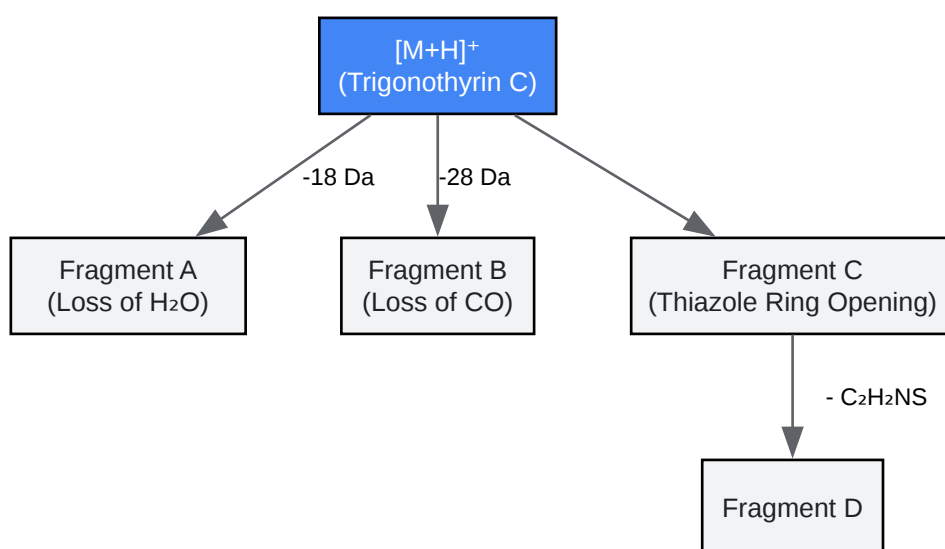 [M+H]⁺
(Trigonothyrin C)
-18 Da
-28 Da
Fragment A
(Loss of H₂O)
Fragment B
(Loss of CO)
Fragment C
(Thiazole Ring Opening)
- C₂H₂NS
Fragment D